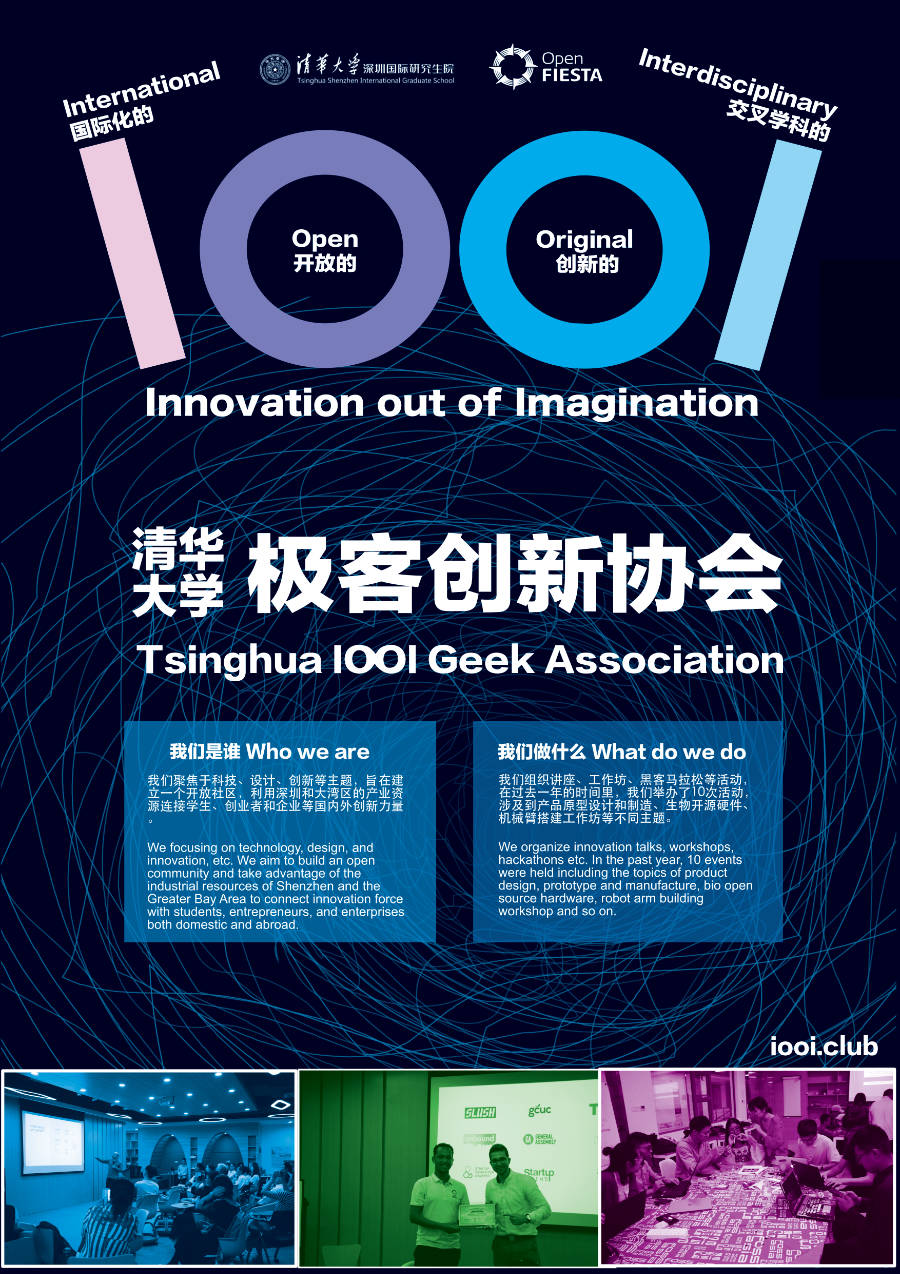 International
国际化的
清华大学深圳国际研究生院
Tsinghua Shenzhen International Graduate School
Open
FIESTA
Interdisciplinary
交叉学科的
IOOI
Open
开放的
Original
创新的
Innovation out of Imagination
清华
大学
极客创新协会
Tsinghua IOOI Geek Association
我们是谁 Who we are
我们聚焦于科技、设计、创新等主题，旨在建
立一个开放社区，利用深圳和大湾区的产业资
源连接学生、创业者和企业等国内外创新力量
。
We focusing on technology, design, and
innovation, etc. We aim to build an open
community and take advantage of the
industrial resources of Shenzhen and the
Greater Bay Area to connect innovation force
with students, entrepreneurs, and enterprises
both domestic and abroad.
我们做什么 What do we do
我们组织讲座、工作坊、黑客马拉松等活动，
在过去一年的时间里，我们举办了10次活动，
涉及到产品原型设计和制造、生物开源硬件、
机械臂搭建工作坊等不同主题。
We organize innovation talks, workshops,
hackathons etc. In the past year, 10 events
were held including the topics of product
design, prototype and manufacture, bio open
source hardware, robot arm building
workshop and so on.
iooi.club
SLUSH
gcuc
GA GENERAL
ASSEMBLY
Startup